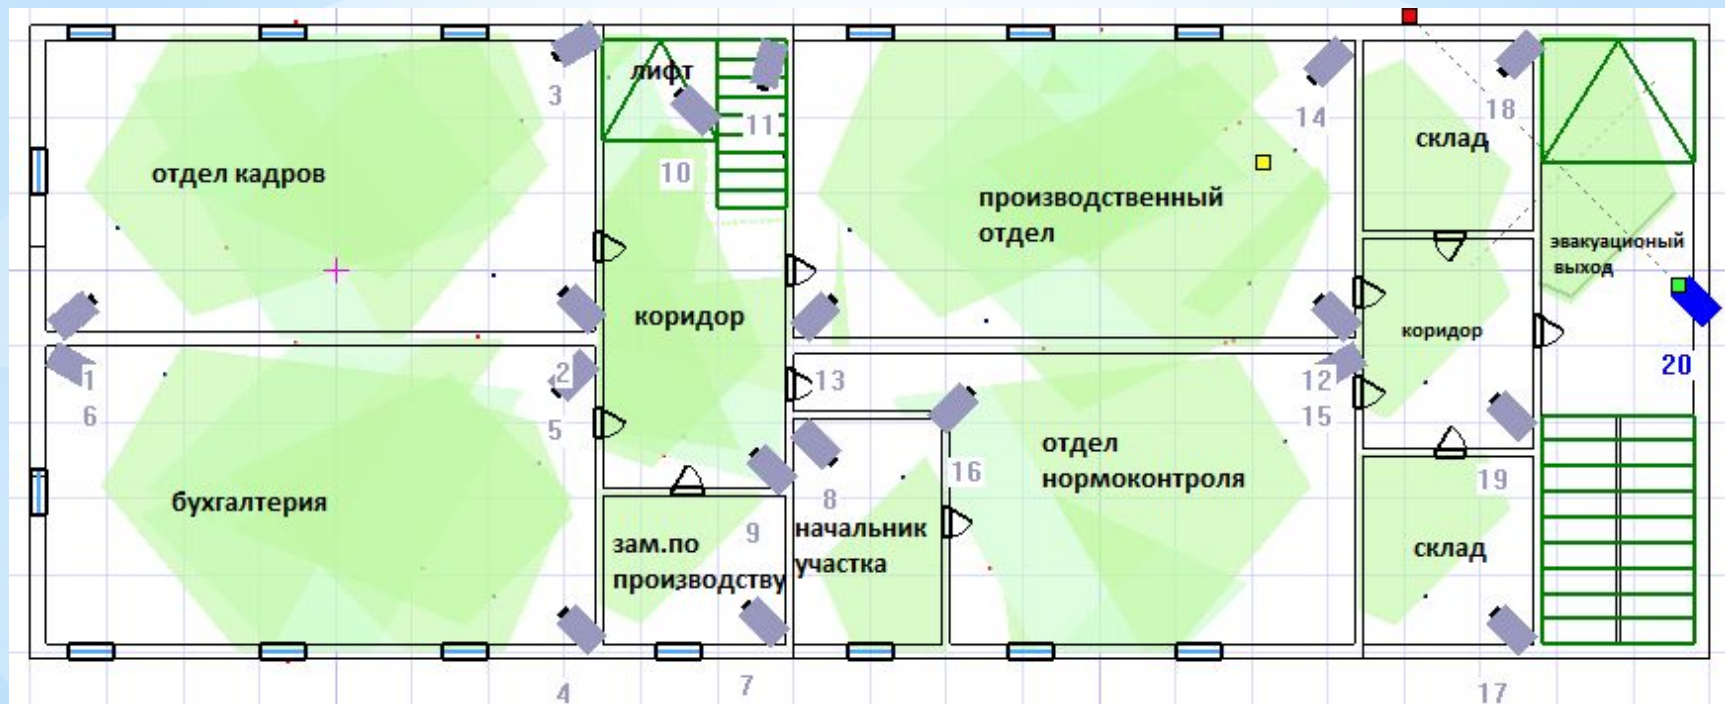 лифт
3
11
14
18
склад
отдел кадров
10
производственный
отдел
эвакуационый
выход
коридор
коридор
1
2
13
12
20
6
5
15
отдел
нормоконтроля
16
19
бухгалтерия
8
9
начальник
участка
зам.по
производству
склад
4
7
17